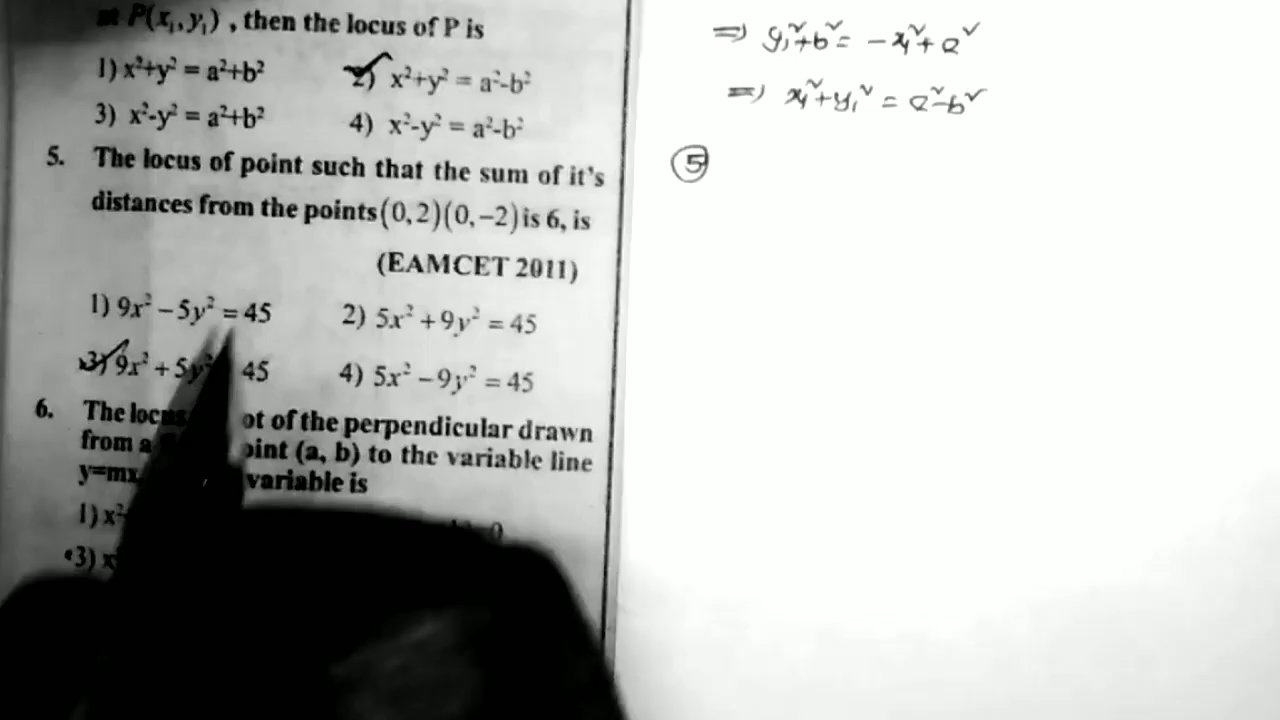 at P(x₁,y₁) , then the locus of P is
1) x²+y² = a²+b² 2) x²+y² = a²-b²
3) x²-y² = a²+b² 4) x²-y² = a²-b²
5. The locus of point such that the sum of it's
distances from the points (0,2)(0,−2) is 6, is
(EAMCET 2011)
1) 9x² − 5y² = 45 2) 5x² + 9y² = 45
3) 9x² + 5y² 45 4) 5x² − 9y² = 45
6. The locus ot of the perpendicular drawn
from a oint (a, b) to the variable line
y=mx variable is
1) x²
3) x
⇒ y₁²+b² = -x₁²+a²
⇒ x₁²+y₁² = a²-b²
5